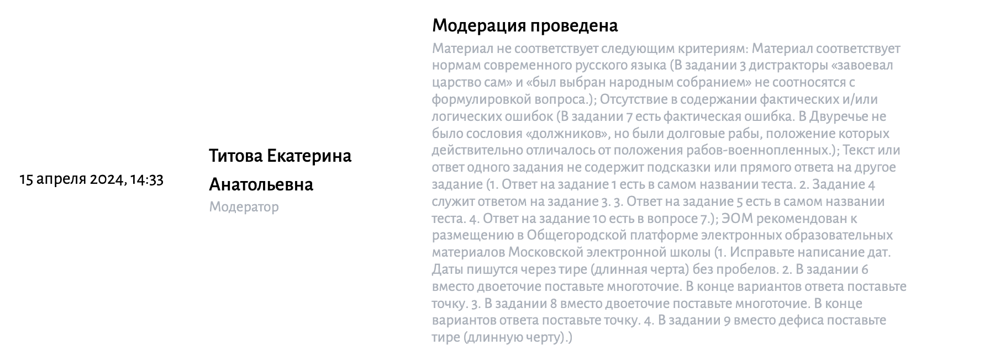 Модерация проведена
Материал не соответствует следующим критериям: Материал соответствует
нормам современного русского языка (В задании 3 дистракторы «завоевал
царство сам» и «был выбран народным собранием» не соотносятся с
формулировкой вопроса.); Отсутствие в содержании фактических и/или
логических ошибок (В задании 7 есть фактическая ошибка. В Двуречье не
было сословия «должников», но были долговые рабы, положение которых
действительно отличалось от положения рабов-военнопленных.); Текст или
ответ одного задания не содержит подсказки или прямого ответа на другое
задание (1. Ответ на задание 1 есть в самом названии теста. 2. Задание 4
служит ответом на задание 3. 3. Ответ на задание 5 есть в самом названии
теста. 4. Ответ на задание 10 есть в вопросе 7.); ЭОМ рекомендован к
размещению в Общегородской платформе электронных образовательных
материалов Московской электронной школы (1. Исправьте написание дат.
Даты пишутся через тире (длинная черта) без пробелов. 2. В задании 6
вместо двоеточие поставьте многоточие. В конце вариантов ответа поставьте
точку. 3. В задании 8 вместо двоеточие поставьте многоточие. В конце
вариантов ответа поставьте точку. 4. В задании 9 вместо дефиса поставьте
тире (длинную черту).)
15 апреля 2024, 14:33
Титова Екатерина
Анатольевна
Модератор